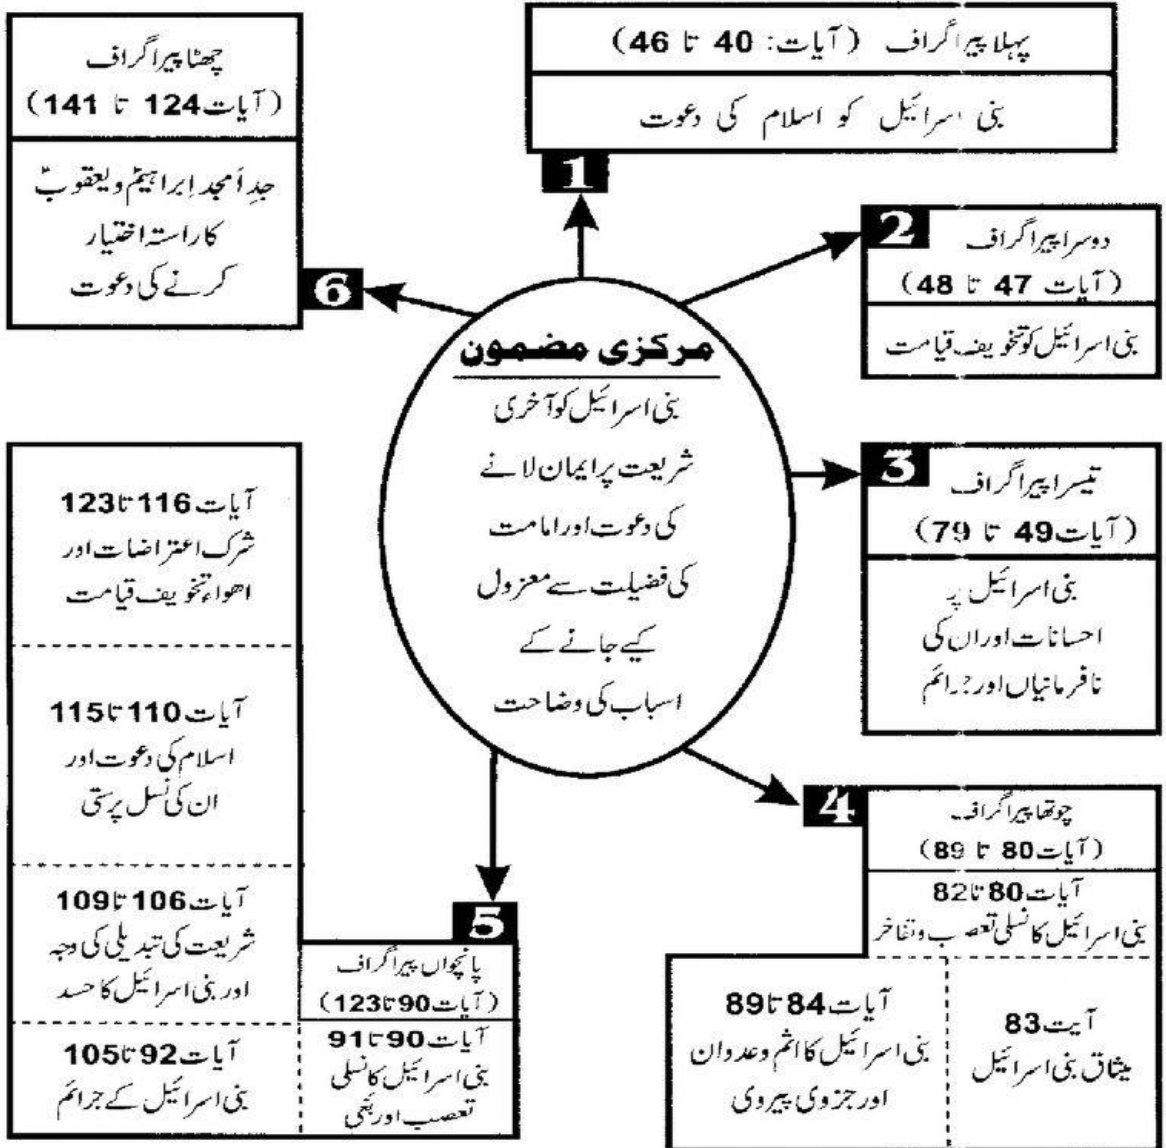 پہلا پیراگراف (آیات: 40 تا 46)
بنی اسرائیل کو اسلام کی دعوت
1
2
دوسرا پیراگراف
(آیات 47 تا 48)
بنی اسرائیل کو تخویف قیامت
3
تیسرا پیراگراف
(آیات 49 تا 79)
بنی اسرائیل پر
احسانات اور ان کی
نافرمانیاں اور جرائم
4
چوتھا پیراگراف
(آیات 80 تا 89)
آیات 80 تا 82
بنی اسرائیل کا نسلی تعصب و تفاخر
آیت 83
میثاق بنی اسرائیل
آیات 84 تا 89
بنی اسرائیل کا اثم وعدوان
اور جزوی پیروی
5
پانچواں پیراگراف
(آیات 90 تا 123)
آیات 90 تا 91
بنی اسرائیل کا نسلی
تعصب اور بغی
آیات 92 تا 105
بنی اسرائیل کے جرائم
آیات 106 تا 109
شریعت کی تبدیلی کی وجہ
اور بنی اسرائیل کا حسد
آیات 110 تا 115
اسلام کی دعوت اور
ان کی نسل پرستی
آیات 116 تا 123
شرک اعتراضات اور
اھواء تخویف قیامت
6
چھٹا پیراگراف
(آیات 124 تا 141)
جدِ اَمجد اِبراہیمؑ و یعقوبؑ
کا راستہ اختیار
کرنے کی دعوت
مرکزی مضمون
بنی اسرائیل کو آخری
شریعت پر ایمان لانے
کی دعوت اور امامت
کی فضیلت سے معزول
کیے جانے کے
اسباب کی وضاحت